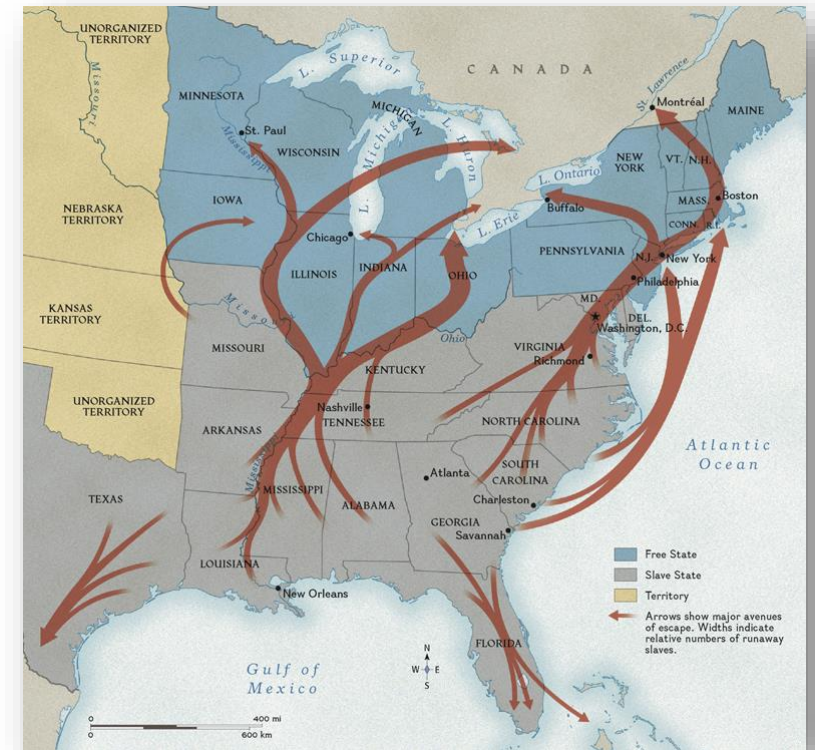 UNORGANIZED
TERRITORY
Missouri
MINNESOTA
L. Superior
CANADA
St. Lawrence
Montréal
MAINE
St. Paul
Mississippi
WISCONSIN
MICHIGAN
L. Michigan
L. Huron
L. Ontario
NEW
YORK
VT.
N.H.
NEBRASKA
TERRITORY
IOWA
Chicago
L. Erie
Buffalo
MASS.
Boston
CONN.
R.I.
ILLINOIS
INDIANA
OHIO
PENNSYLVANIA
N.J.
New York
Philadelphia
KANSAS
TERRITORY
Missouri
MD.
DEL.
Washington, D.C.
MISSOURI
Ohio
VIRGINIA
Richmond
KENTUCKY
UNORGANIZED
TERRITORY
Nashville
TENNESSEE
NORTH CAROLINA
ARKANSAS
Mississippi
Atlantic
Ocean
TEXAS
MISSISSIPPI
ALABAMA
Atlanta
SOUTH
CAROLINA
Charleston
GEORGIA
Savannah
LOUISIANA
New Orleans
FLORIDA
Gulf of
Mexico
N
W
E
S
0
400 mi
0
600 km
Free State
Slave State
Territory
Arrows show major avenues
of escape. Widths indicate
relative numbers of runaway
slaves.